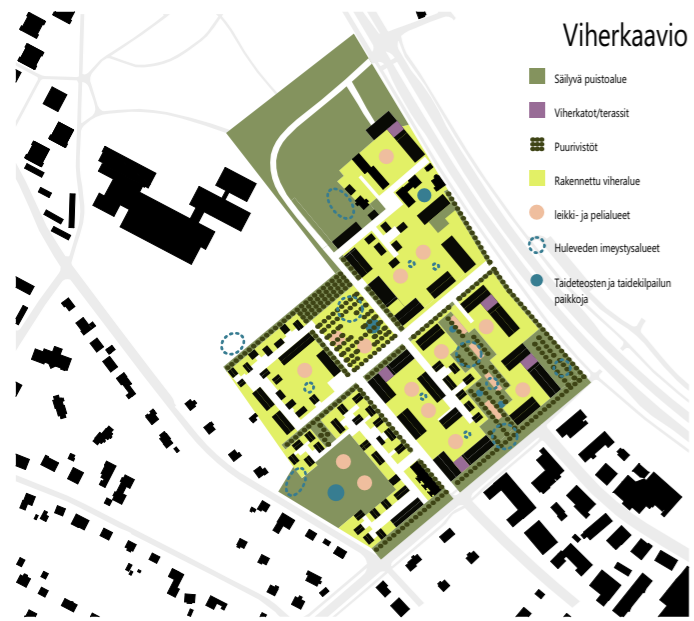 Viherkaavio
Säilyvä puistoalue
Viherkatot/terassit
Puurivistöt
Rakennettu viheralue
leikki- ja pelialueet
Huleveden imeytysalueet
Taideteosten ja taidekilpailun
paikkoja